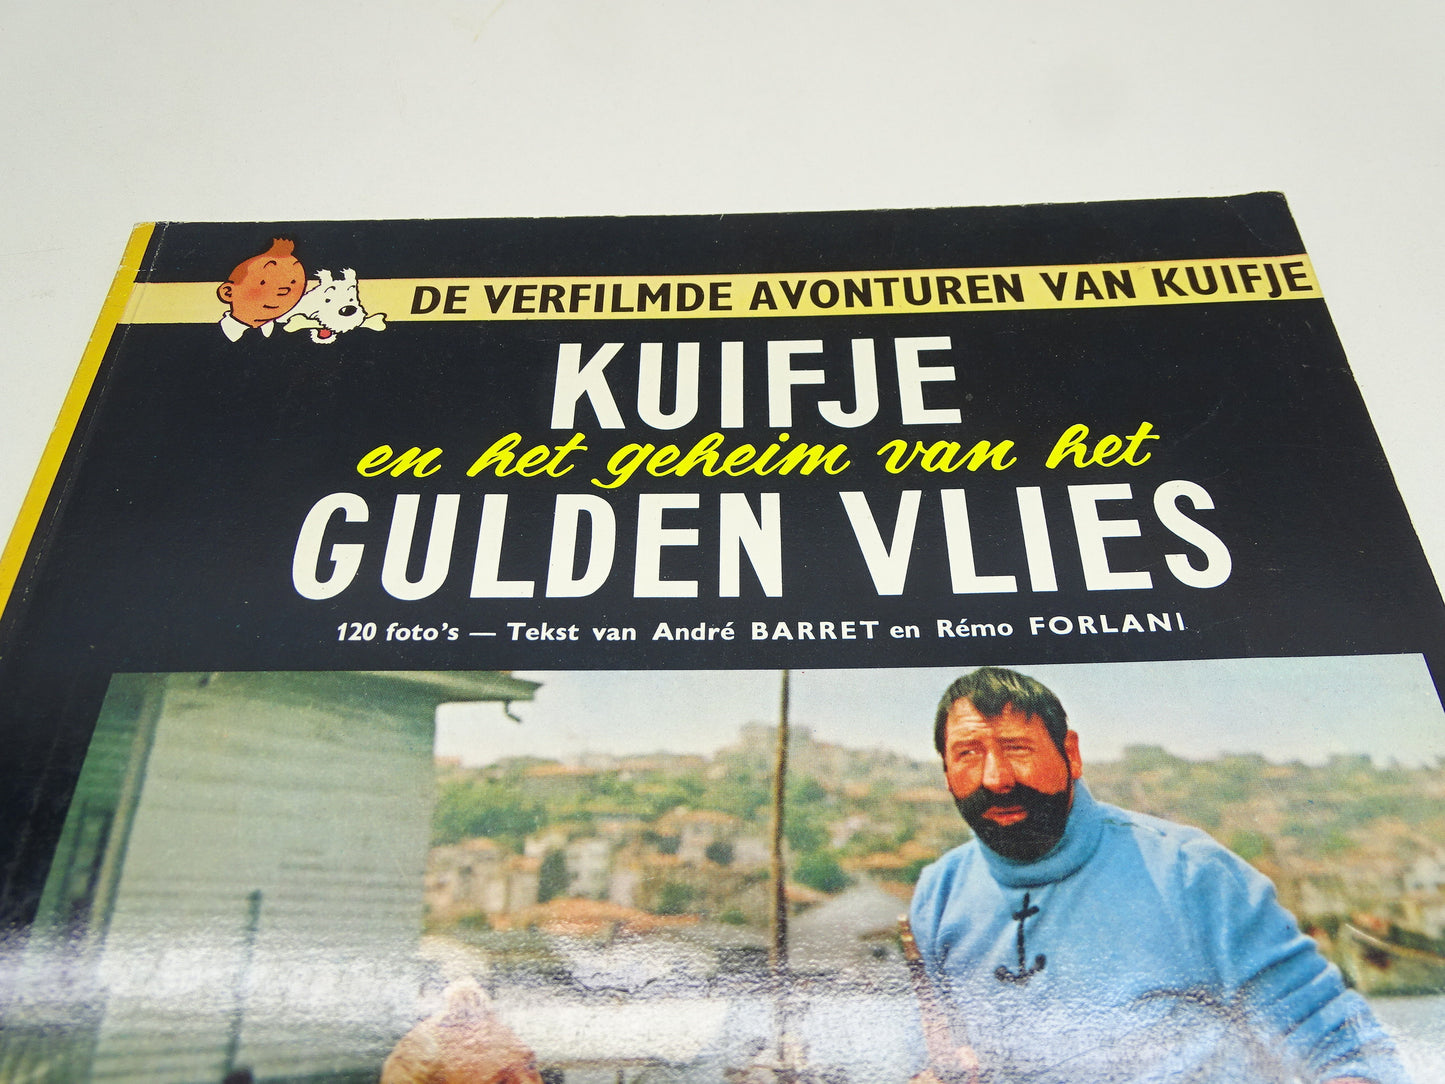 DE VERFILMDE AVONTUREN VAN KUIFJE
KUIFJE
en het geheim van het
GULDEN VLIES
120 foto's — Tekst van André BARRET en Rémo FORLANI